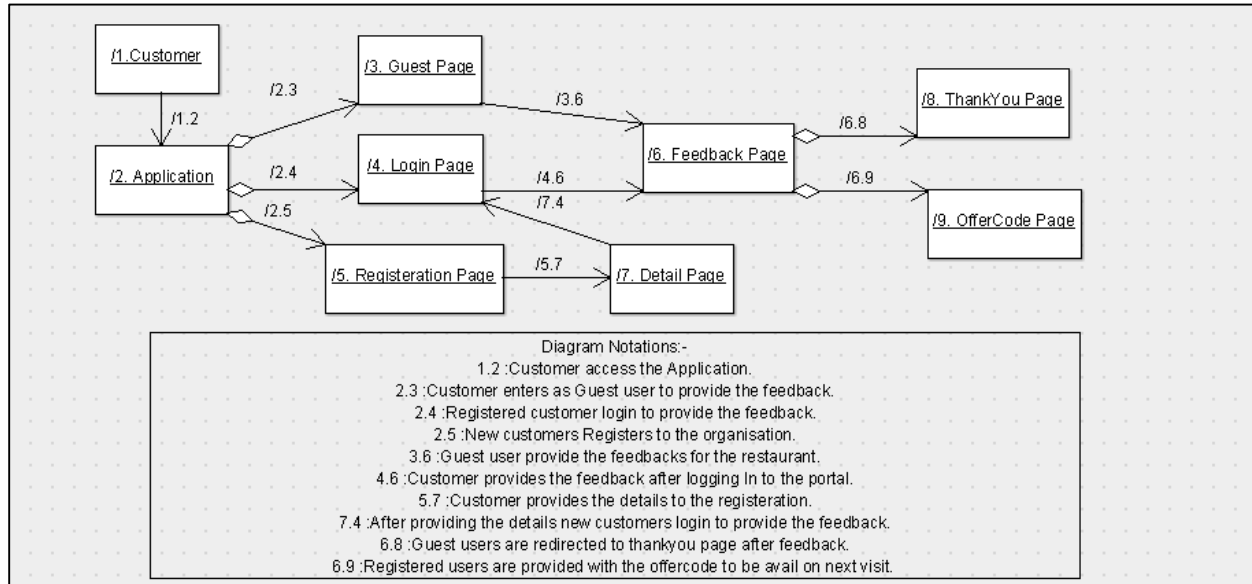 /1.Customer
/3. Guest Page
/2.3
/3.6
/8. ThankYou Page
/1.2
/6.8
/2. Application
/4. Login Page
/6. Feedback Page
/2.4
/4.6
/6.9
/2.5
/7.4
/9. OfferCode Page
/5. Registeration Page
/5.7
/7. Detail Page
Diagram Notations:-
1.2 :Customer access the Application.
2.3 :Customer enters as Guest user to provide the feedback.
2.4 :Registered customer login to provide the feedback.
2.5 :New customers Registers to the organisation.
3.6 :Guest user provide the feedbacks for the restaurant.
4.6 :Customer provides the feedback after logging In to the portal.
5.7 :Customer provides the details to the registeration.
7.4 :After providing the details new customers login to provide the feedback.
6.8 :Guest users are redirected to thankyou page after feedback.
6.9 :Registered users are provided with the offercode to be avail on next visit.